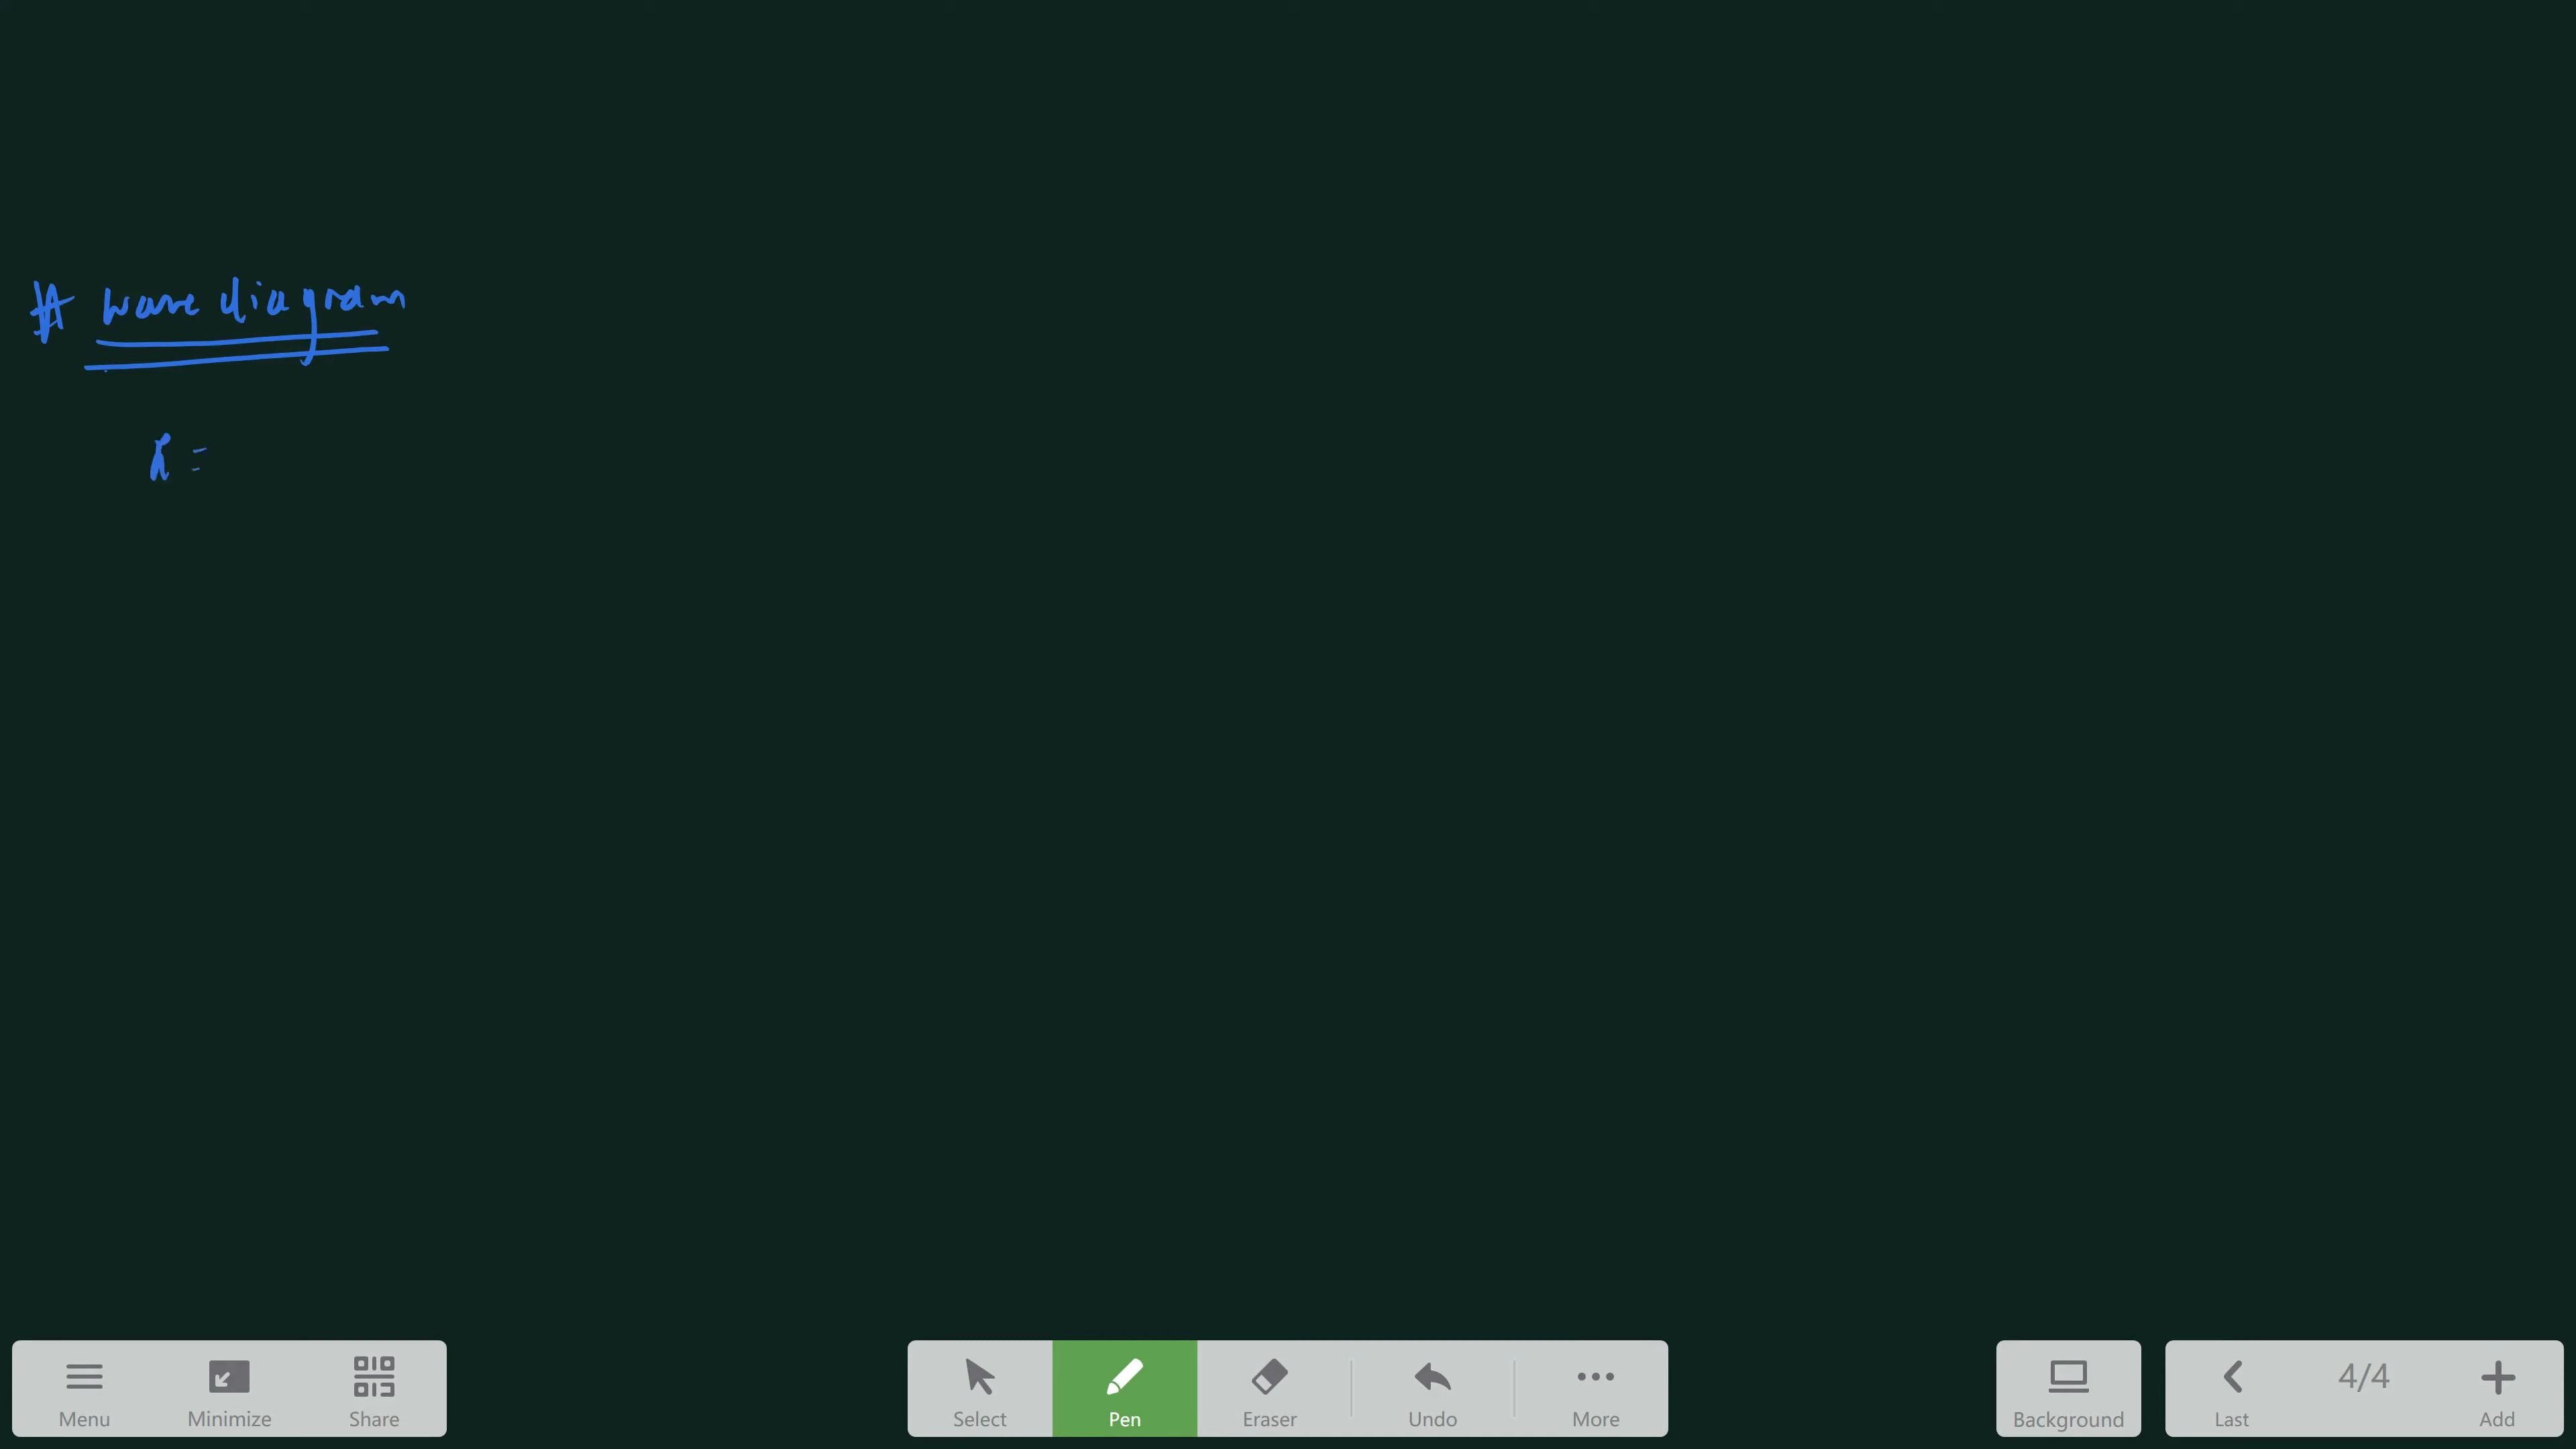 # wave diagram
Menu
Minimize
Share
Select
Pen
Eraser
Undo
More
Background
Last
4/4
Add